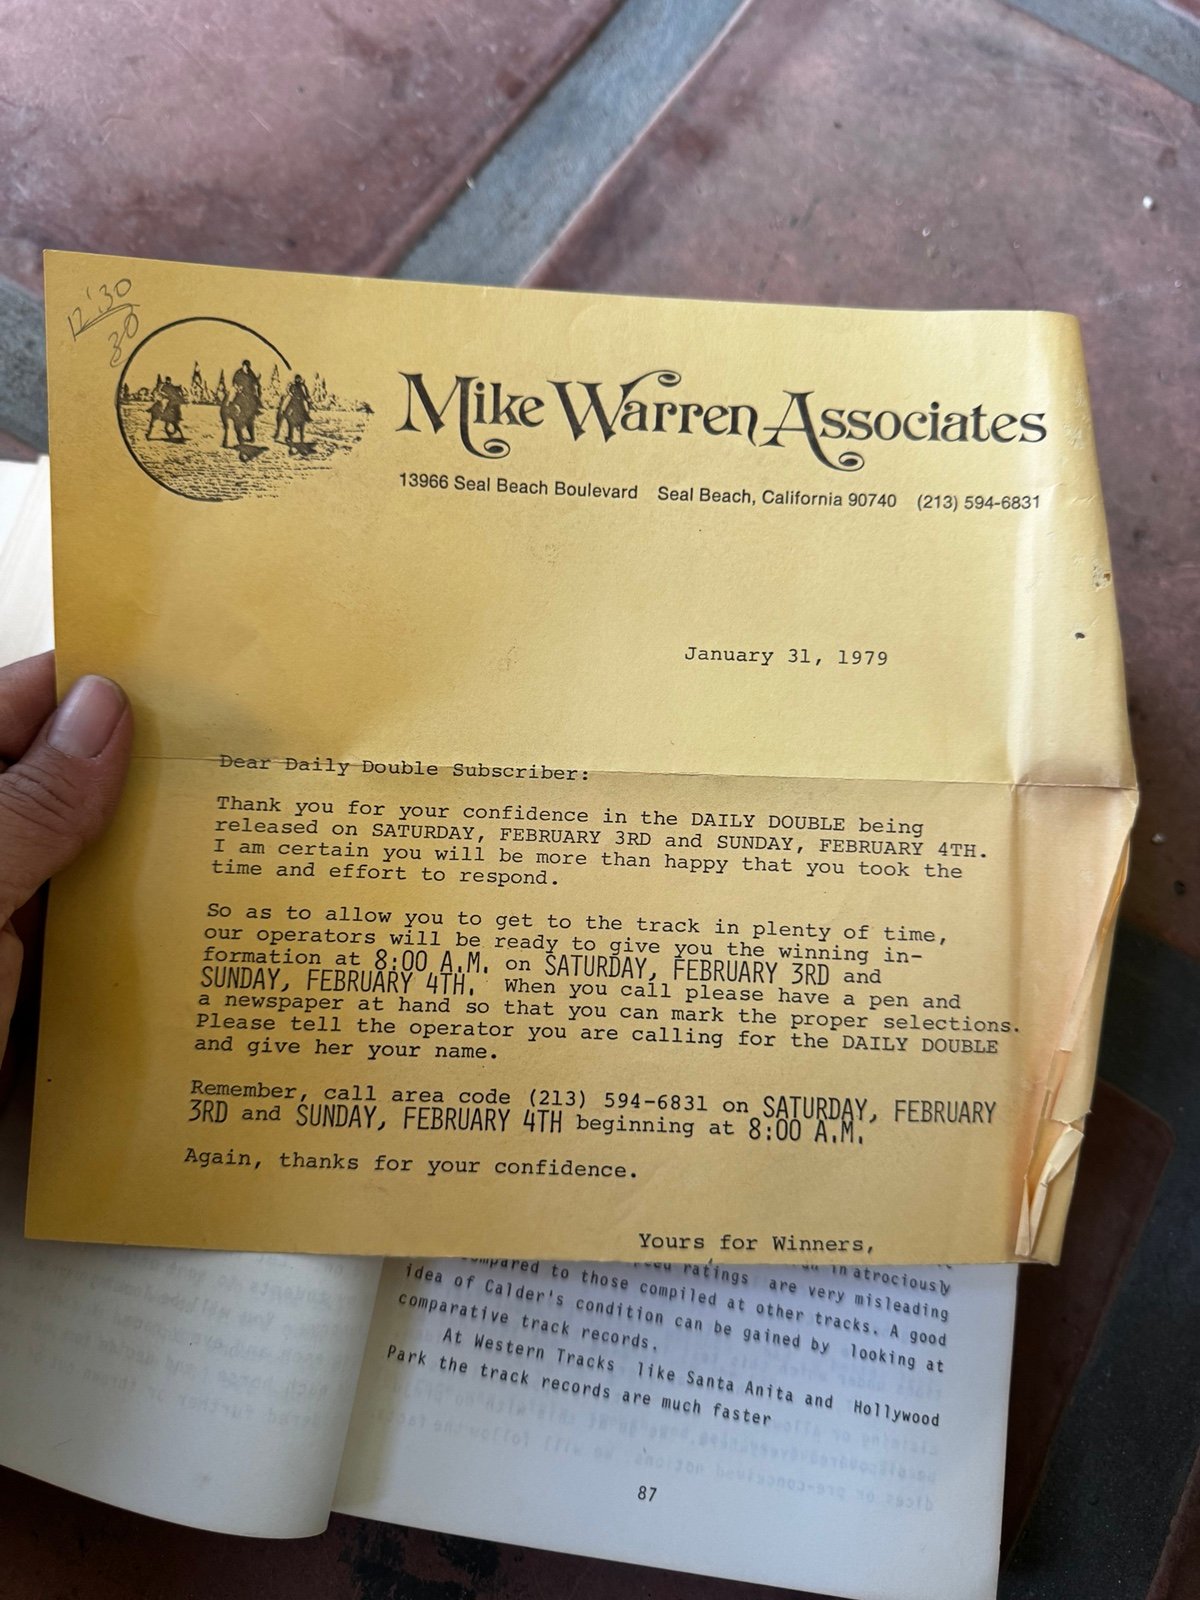 12:30
30
Mike Warren Associates
13966 Seal Beach Boulevard Seal Beach, California 90740 (213) 594-6831
January 31, 1979
Dear Daily Double Subscriber:
Thank you for your confidence in the DAILY DOUBLE being
released on SATURDAY, FEBRUARY 3RD and SUNDAY, FEBRUARY 4TH.
I am certain you will be more than happy that you took the
time and effort to respond.
So as to allow you to get to the track in plenty of time,
our operators will be ready to give you the winning in-
formation at 8:00 A.M. on SATURDAY, FEBRUARY 3RD and
SUNDAY, FEBRUARY 4TH. When you call please have a pen and
a newspaper at hand so that you can mark the proper selections.
Please tell the operator you are calling for the DAILY DOUBLE
and give her your name.
Remember, call area code (213) 594-6831 on SATURDAY, FEBRUARY
3RD and SUNDAY, FEBRUARY 4TH beginning at 8:00 A.M.
Again, thanks for your confidence.
Yours for Winners,
inatrociously
ratings are very misleading
compared to those compiled at other tracks. A good
idea of Calder's condition can be gained by looking at
comparative track records.
At Western Tracks like Santa Anita and Hollywood
Park the track records are much faster
87